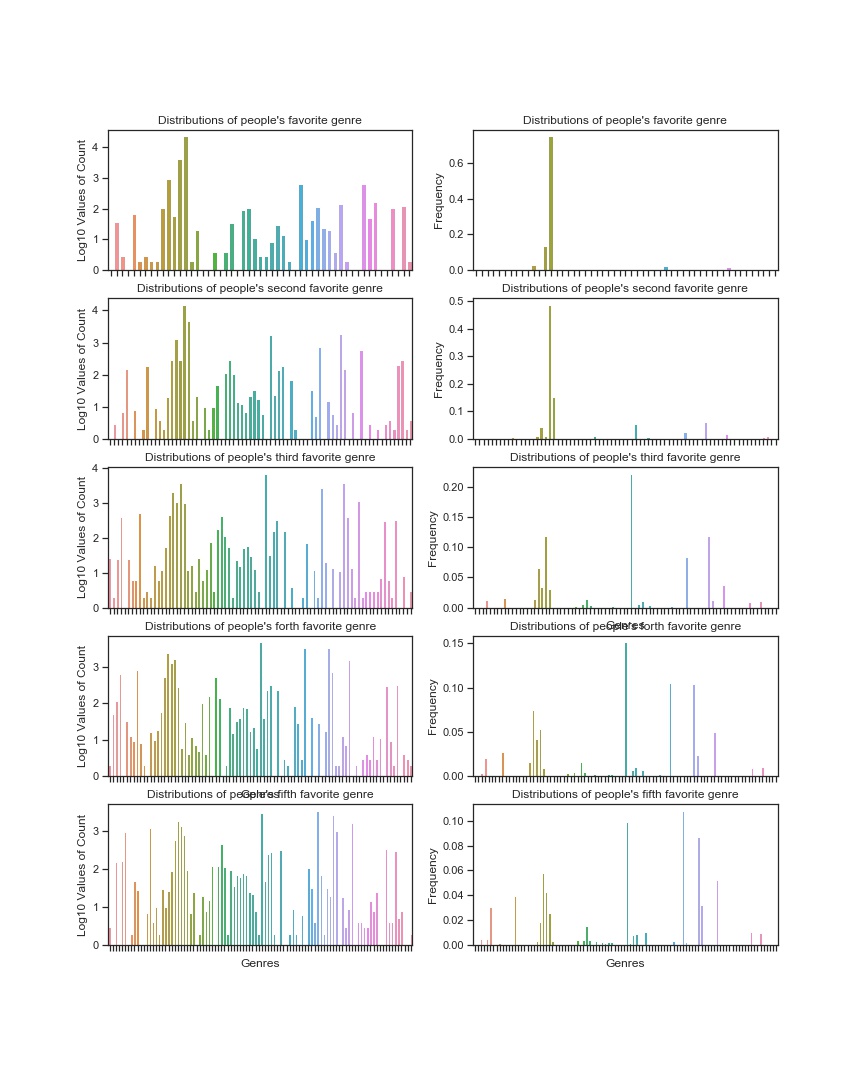 Distributions of people's favorite genre
Log10 Values of Count
4
3
2
1
0
Distributions of people's favorite genre
Frequency
0.6
0.4
0.2
0.0
Distributions of people's second favorite genre
Log10 Values of Count
4
3
2
1
0
Distributions of people's second favorite genre
Frequency
0.5
0.4
0.3
0.2
0.1
0.0
Distributions of people's third favorite genre
Log10 Values of Count
4
3
2
1
0
Distributions of people's third favorite genre
Frequency
0.20
0.15
0.10
0.05
0.00
Genres
Distributions of people's forth favorite genre
Log10 Values of Count
3
2
1
0
Genres
Distributions of people's forth favorite genre
Frequency
0.15
0.10
0.05
0.00
Distributions of people's fifth favorite genre
Log10 Values of Count
3
2
1
0
Genres
Distributions of people's fifth favorite genre
Frequency
0.10
0.08
0.06
0.04
0.02
0.00
Genres